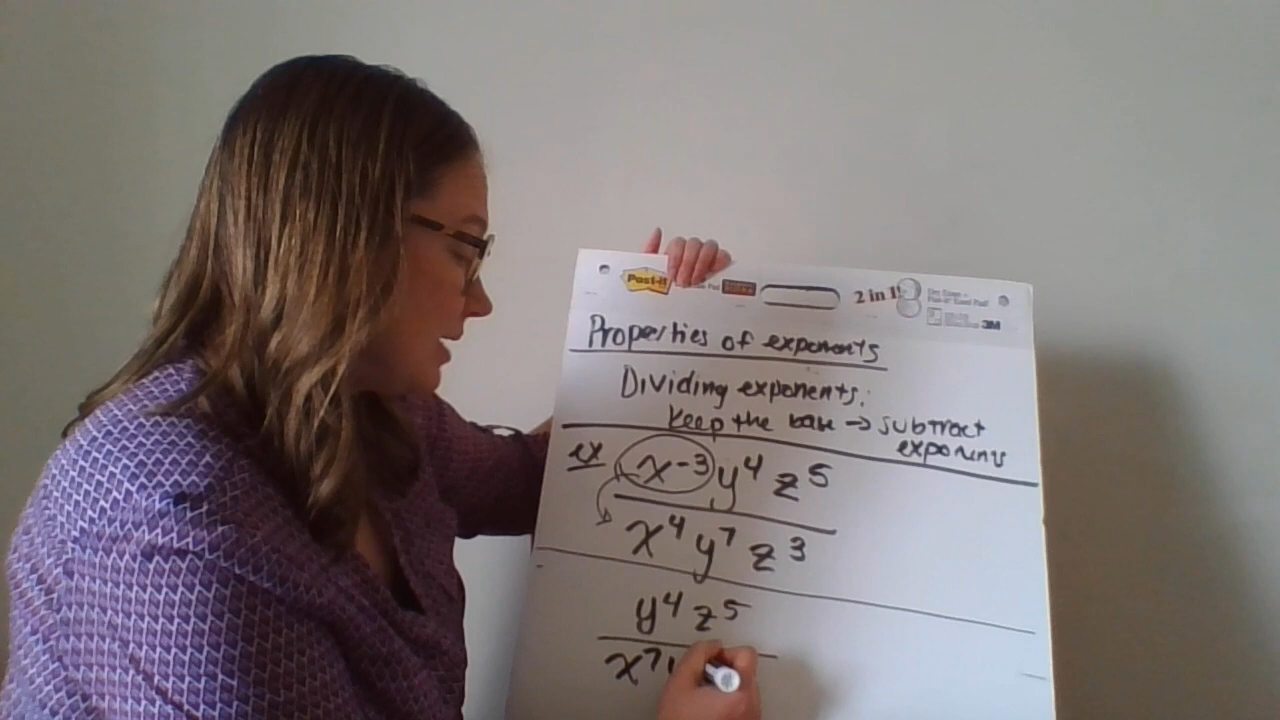 Post-it
2 in 1!
3M
Properties of exponents
Dividing exponents:
keep the base → subtract
exponents
ex x⁻³ y⁴ z⁵
x⁴ y⁷ z³
y⁴ z⁵
x⁷